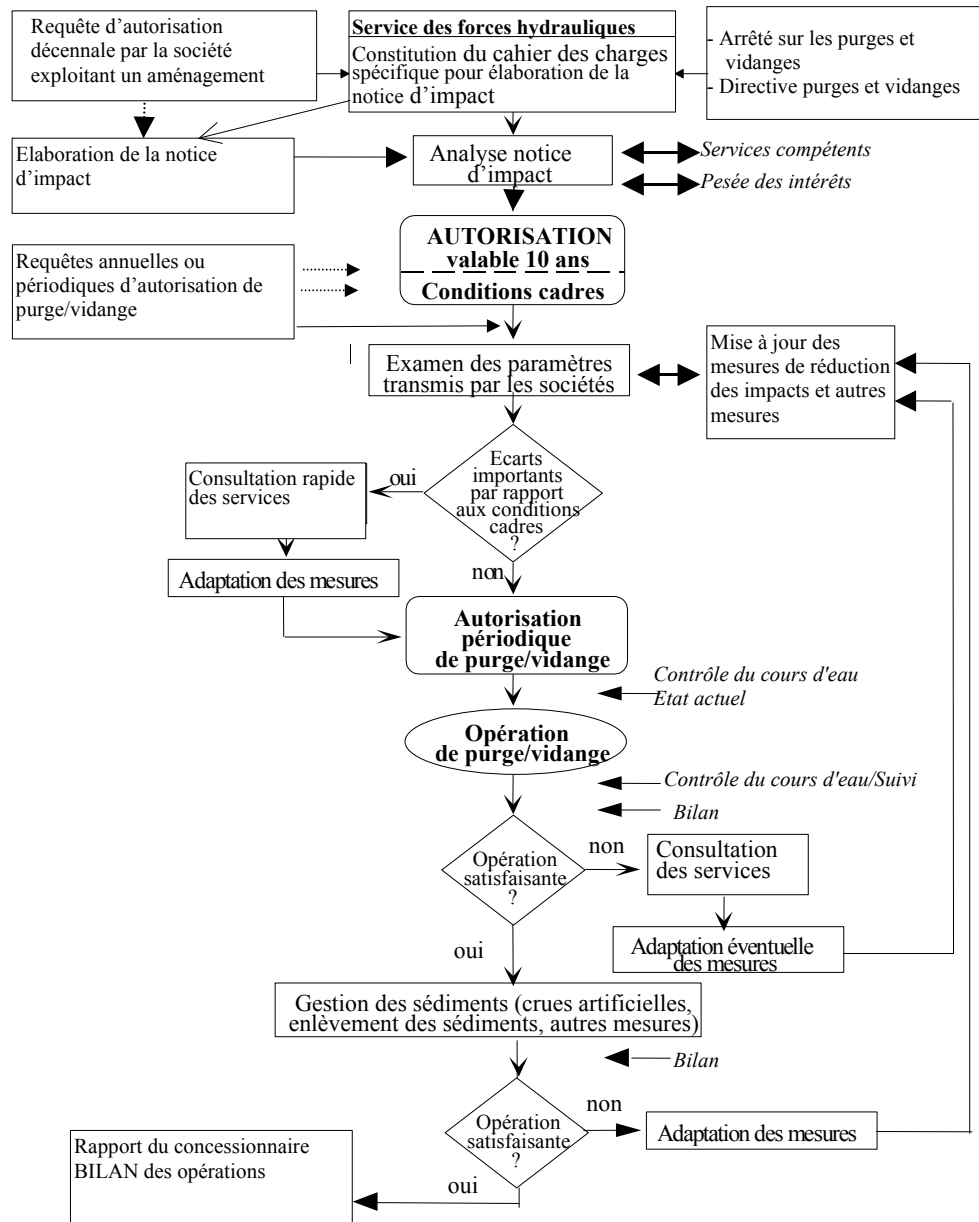 Requête d’autorisation
décennale par la société
exploitant un aménagement
Service des forces hydrauliques
Constitution du cahier des charges
spécifique pour élaboration de la
notice d’impact
- Arrêté sur les purges et
vidanges
- Directive purges et vidanges
Elaboration de la notice
d’impact
Analyse notice
d’impact
Services compétents
Pesée des intérêts
AUTORISATION
valable 10 ans
Conditions cadres
Requêtes annuelles ou
périodiques d’autorisation de
purge/vidange
Examen des paramètres
transmis par les sociétés
Mise à jour des
mesures de réduction
des impacts et autres
mesures
Ecarts
importants
par rapport
aux conditions
cadres
?
oui
Consultation rapide
des services
non
Adaptation des mesures
Autorisation
périodique
de purge/vidange
Contrôle du cours d'eau
Etat actuel
Opération
de purge/vidange
Contrôle du cours d'eau/Suivi
Bilan
Opération
satisfaisante
?
non
Consultation
des services
oui
Adaptation éventuelle
des mesures
Gestion des sédiments (crues artificielles,
enlèvement des sédiments, autres mesures)
Bilan
Opération
satisfaisante
?
non
Adaptation des mesures
Rapport du concessionnaire
BILAN des opérations
oui